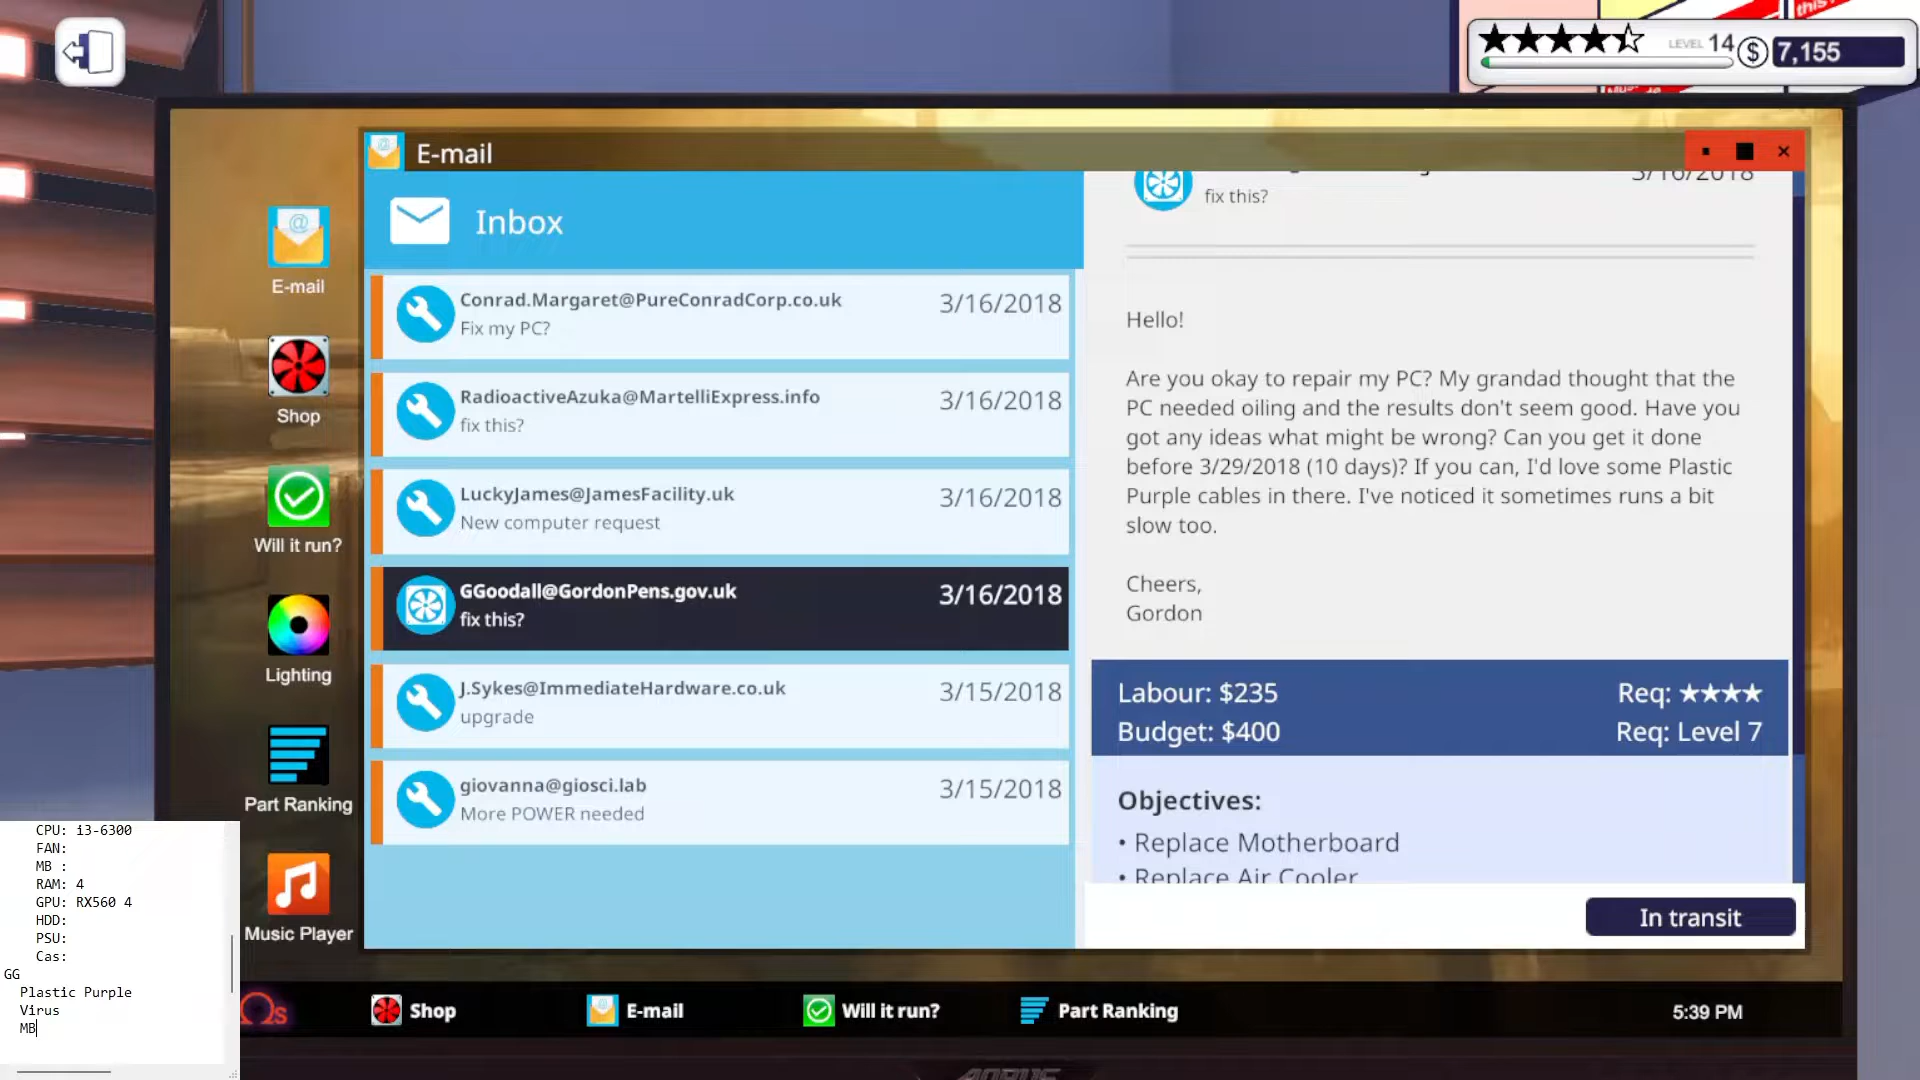 LEVEL 14
$ 7,155
E-mail
3/16/2018
fix this?
Inbox
E-mail
Shop
Will it run?
Lighting
Part Ranking
Music Player
Conrad.Margaret@PureConradCorp.co.uk
3/16/2018
Fix my PC?
RadioactiveAzuka@MartelliExpress.info
3/16/2018
fix this?
LuckyJames@JamesFacility.uk
3/16/2018
New computer request
GGoodall@GordonPens.gov.uk
3/16/2018
fix this?
J.Sykes@ImmediateHardware.co.uk
3/15/2018
upgrade
giovanna@giosci.lab
3/15/2018
More POWER needed
Hello!
Are you okay to repair my PC? My grandad thought that the
PC needed oiling and the results don't seem good. Have you
got any ideas what might be wrong? Can you get it done
before 3/29/2018 (10 days)? If you can, I'd love some Plastic
Purple cables in there. I've noticed it sometimes runs a bit
slow too.
Cheers,
Gordon
Labour: $235
Req: ★★★★
Budget: $400
Req: Level 7
Objectives:
• Replace Motherboard
• Replace Air Cooler
In transit
CPU: i3-6300
FAN:
MB :
RAM: 4
GPU: RX560 4
HDD:
PSU:
Cas:
GG
Plastic Purple
Virus
MB
Shop
E-mail
Will it run?
Part Ranking
5:39 PM